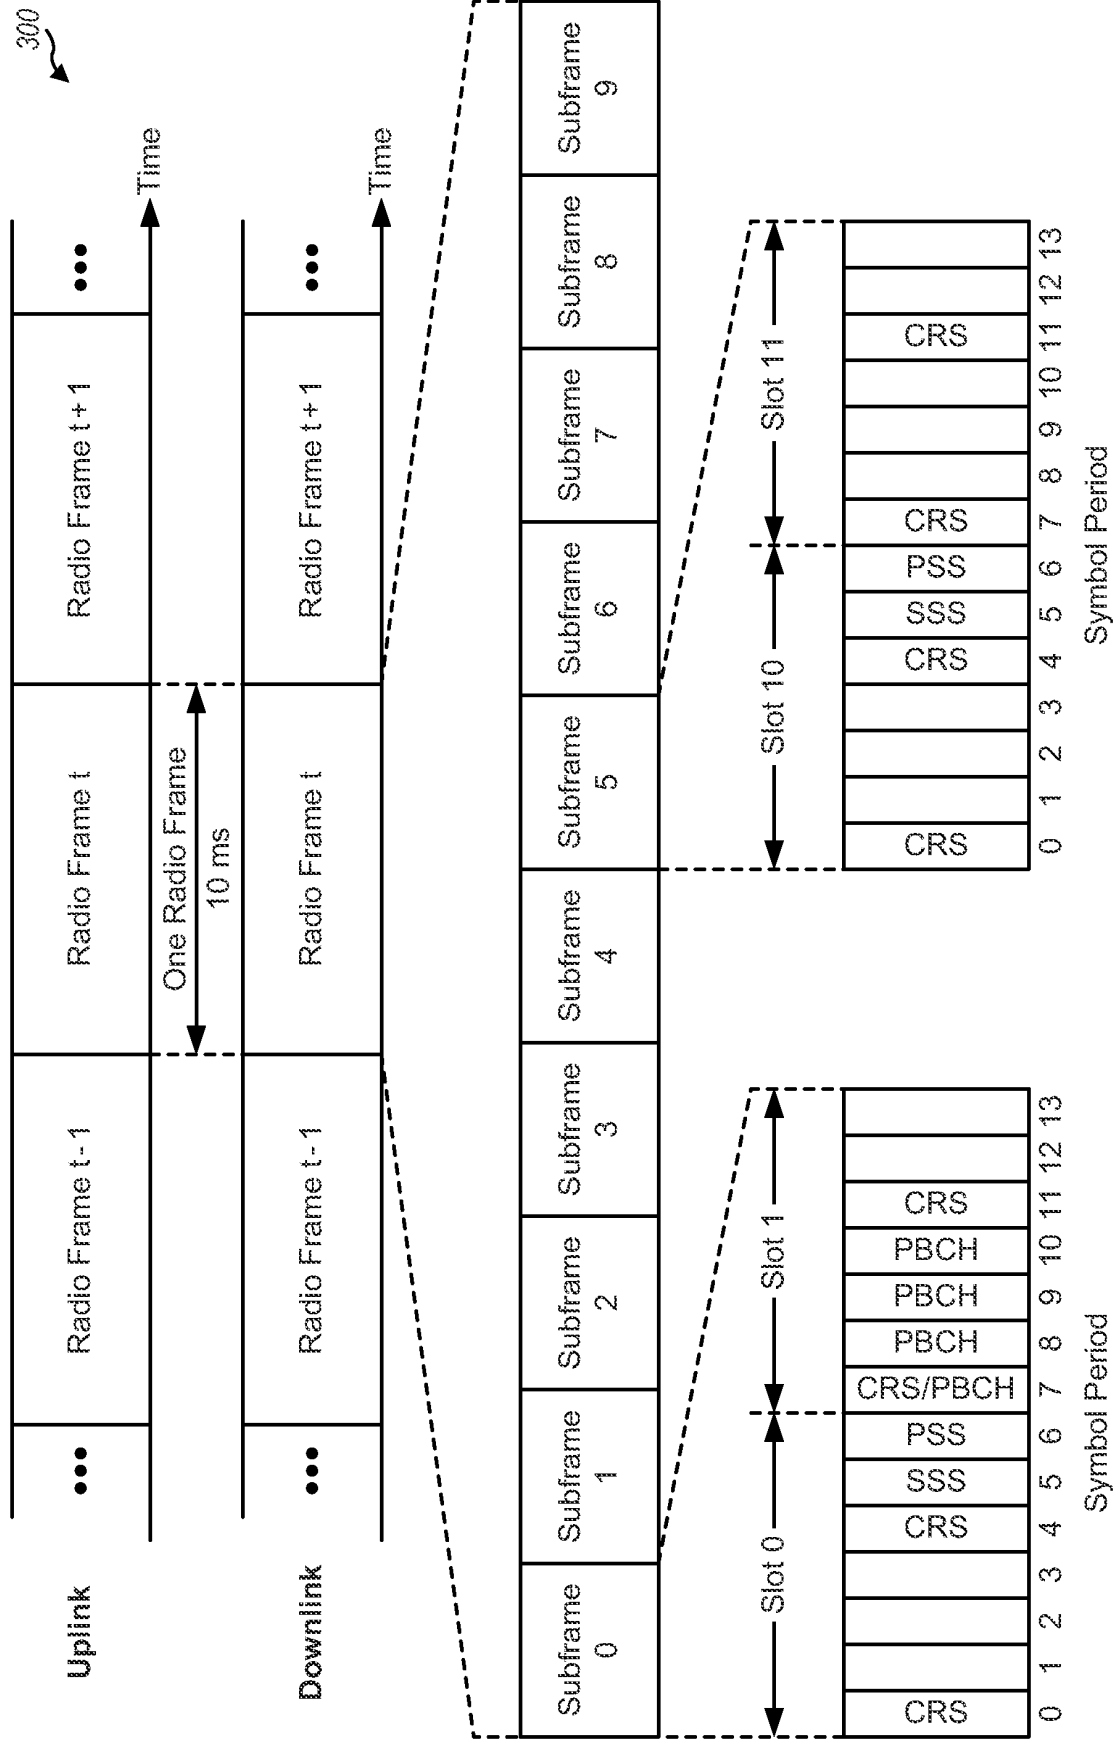 300
Uplink
Radio Frame t-1
Radio Frame t
Radio Frame t+1
Time
One Radio Frame
10 ms
Downlink
Radio Frame t-1
Radio Frame t
Radio Frame t+1
Time
Subframe
0
Subframe
1
Subframe
2
Subframe
3
Subframe
4
Subframe
5
Subframe
6
Subframe
7
Subframe
8
Subframe
9
Slot 0
Slot 1
CRS
CRS
SSS
PSS
CRS/PBCH
PBCH
PBCH
PBCH
CRS
0 1 2 3 4 5 6 7 8 9 10 11 12 13
Symbol Period
Slot 10
Slot 11
CRS
CRS
SSS
PSS
CRS
CRS
0 1 2 3 4 5 6 7 8 9 10 11 12 13
Symbol Period